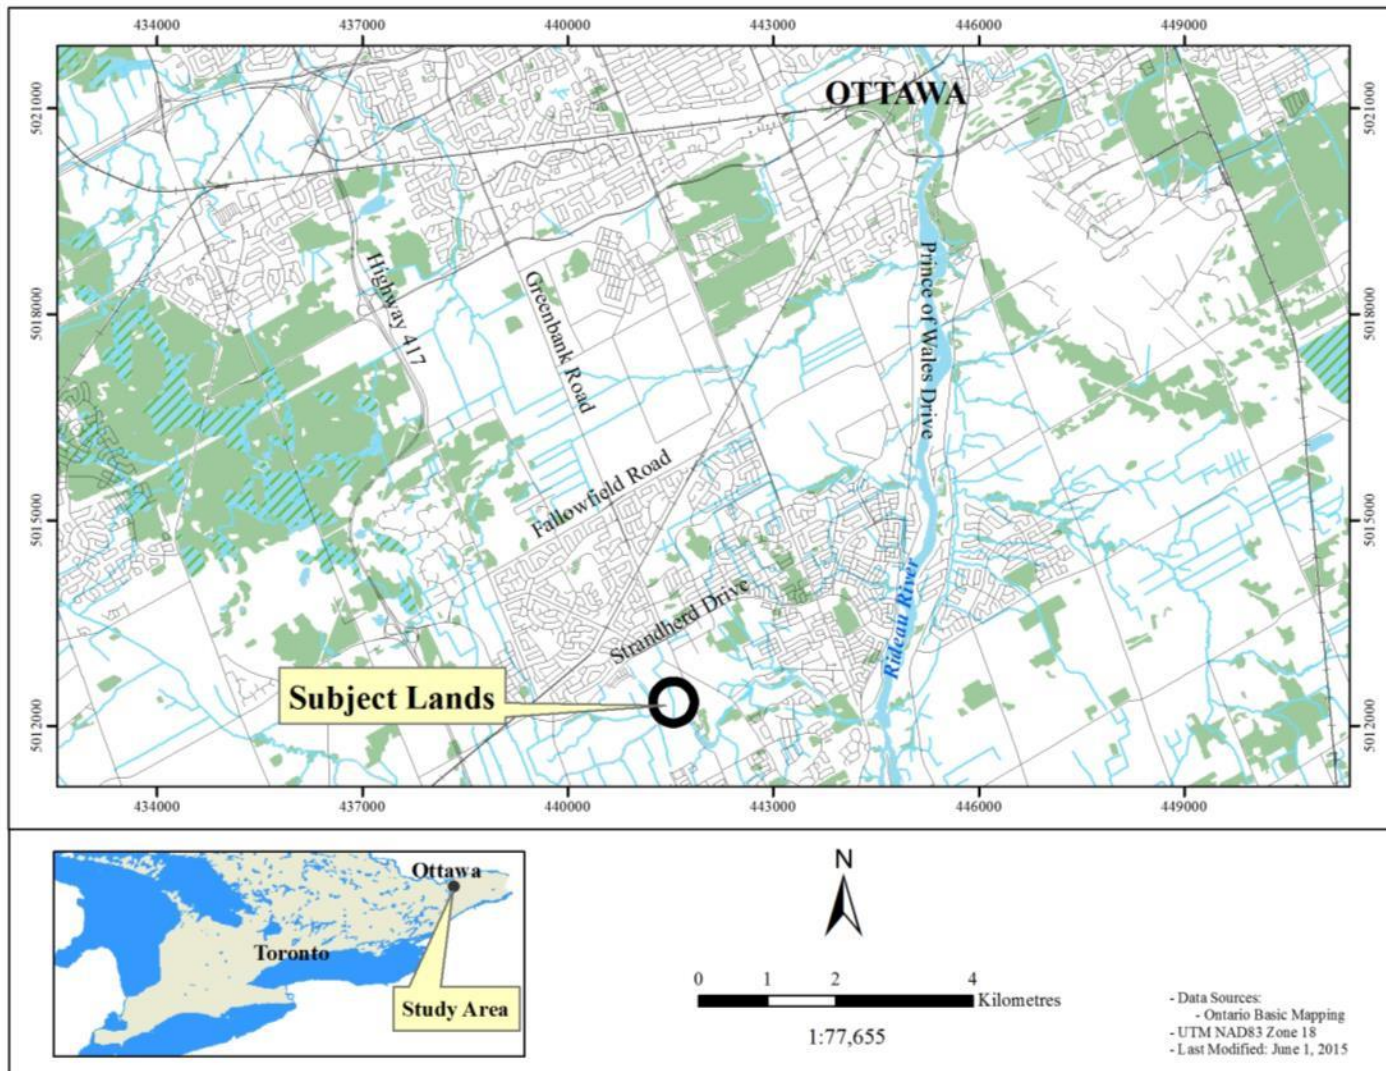 434000 437000 440000 443000 446000 449000
OTTAWA
5021000 5021000
Highway 417
Greenbank Road
Prince of Wales Drive
5018000 5018000
Fallowfield Road
5015000 5015000
Strandherd Drive
Rideau River
Subject Lands
5012000 5012000
434000 437000 440000 443000 446000 449000
Ottawa
Toronto
Study Area
N
0 1 2 4
Kilometres
1:77,655
- Data Sources:
- Ontario Basic Mapping
- UTM NAD83 Zone 18
- Last Modified: June 1, 2015